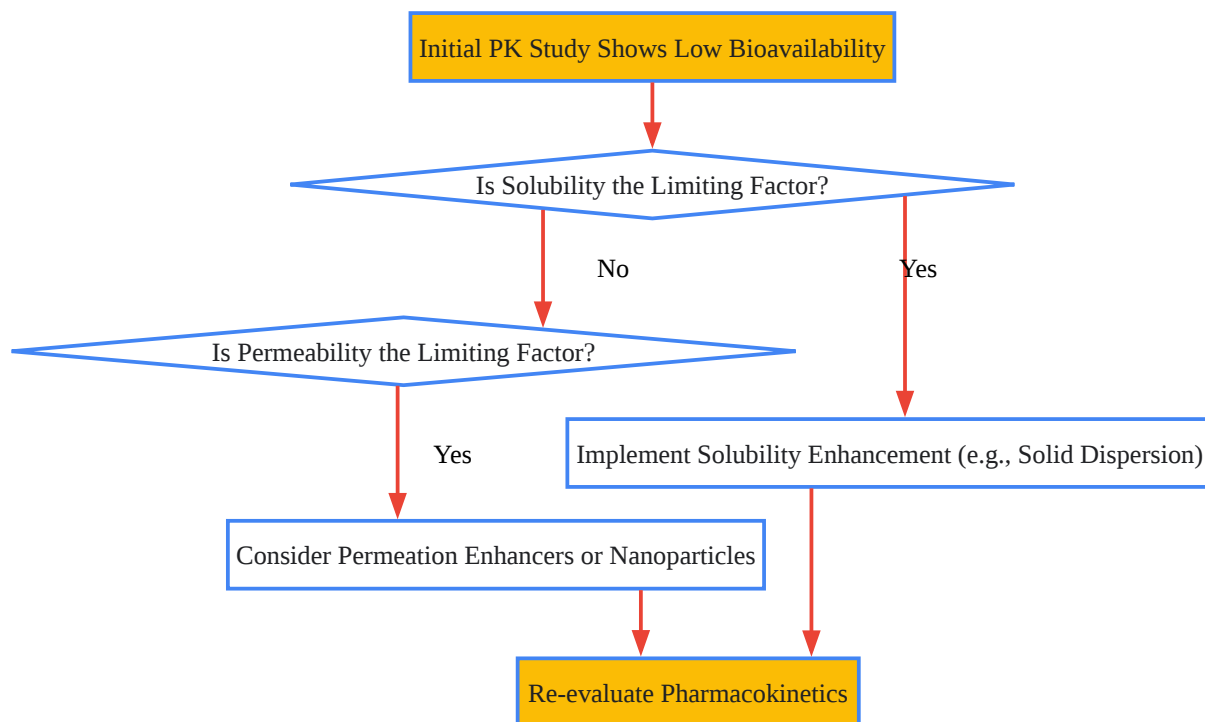 Initial PK Study Shows Low Bioavailability
Is Solubility the Limiting Factor?
No
Yes
Is Permeability the Limiting Factor?
Yes
Implement Solubility Enhancement (e.g., Solid Dispersion)
Consider Permeation Enhancers or Nanoparticles
Re-evaluate Pharmacokinetics